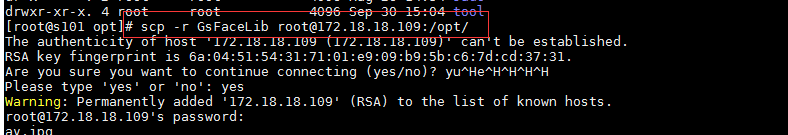 drwxr-xr-x. 4 root root 4096 Sep 30 15:04 tool
[root@s101 opt]# scp -r GsFaceLib root@172.18.18.109:/opt/
The authenticity of host '172.18.18.109 (172.18.18.109)' can't be established.
RSA key fingerprint is 6a:04:51:54:31:71:01:e9:09:b9:5b:c6:7d:cd:37:31.
Are you sure you want to continue connecting (yes/no)? yu^He^H^H^H^H
Please type 'yes' or 'no': yes
Warning: Permanently added '172.18.18.109' (RSA) to the list of known hosts.
root@172.18.18.109's password:
ay.jpg